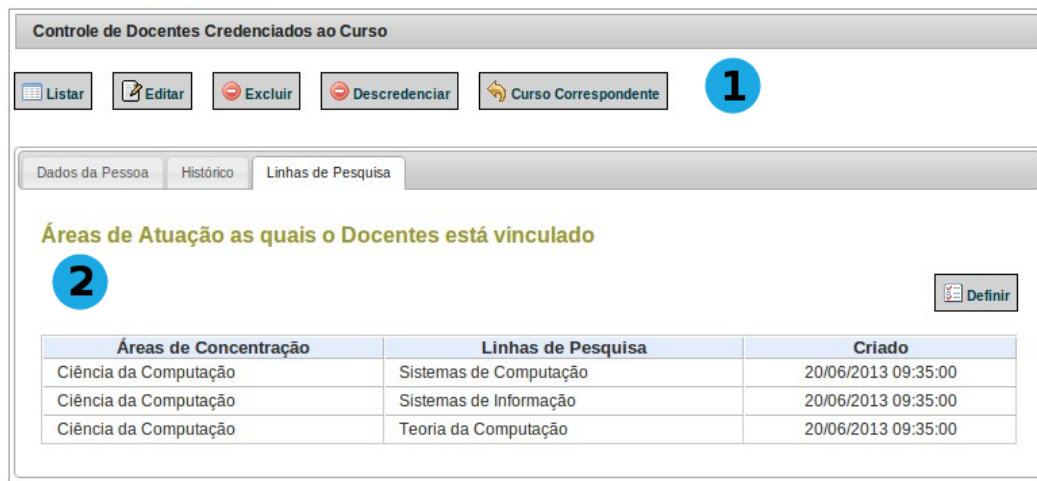 Controle de Docentes Credenciados ao Curso
Listar Editar Excluir Descredenciar Curso Correspondente 1
Dados da Pessoa Histórico Linhas de Pesquisa
Áreas de Atuação as quais o Docentes está vinculado
2
Definir
Áreas de Concentração Linhas de Pesquisa Criado
Ciência da Computação Sistemas de Computação 20/06/2013 09:35:00
Ciência da Computação Sistemas de Informação 20/06/2013 09:35:00
Ciência da Computação Teoria da Computação 20/06/2013 09:35:00